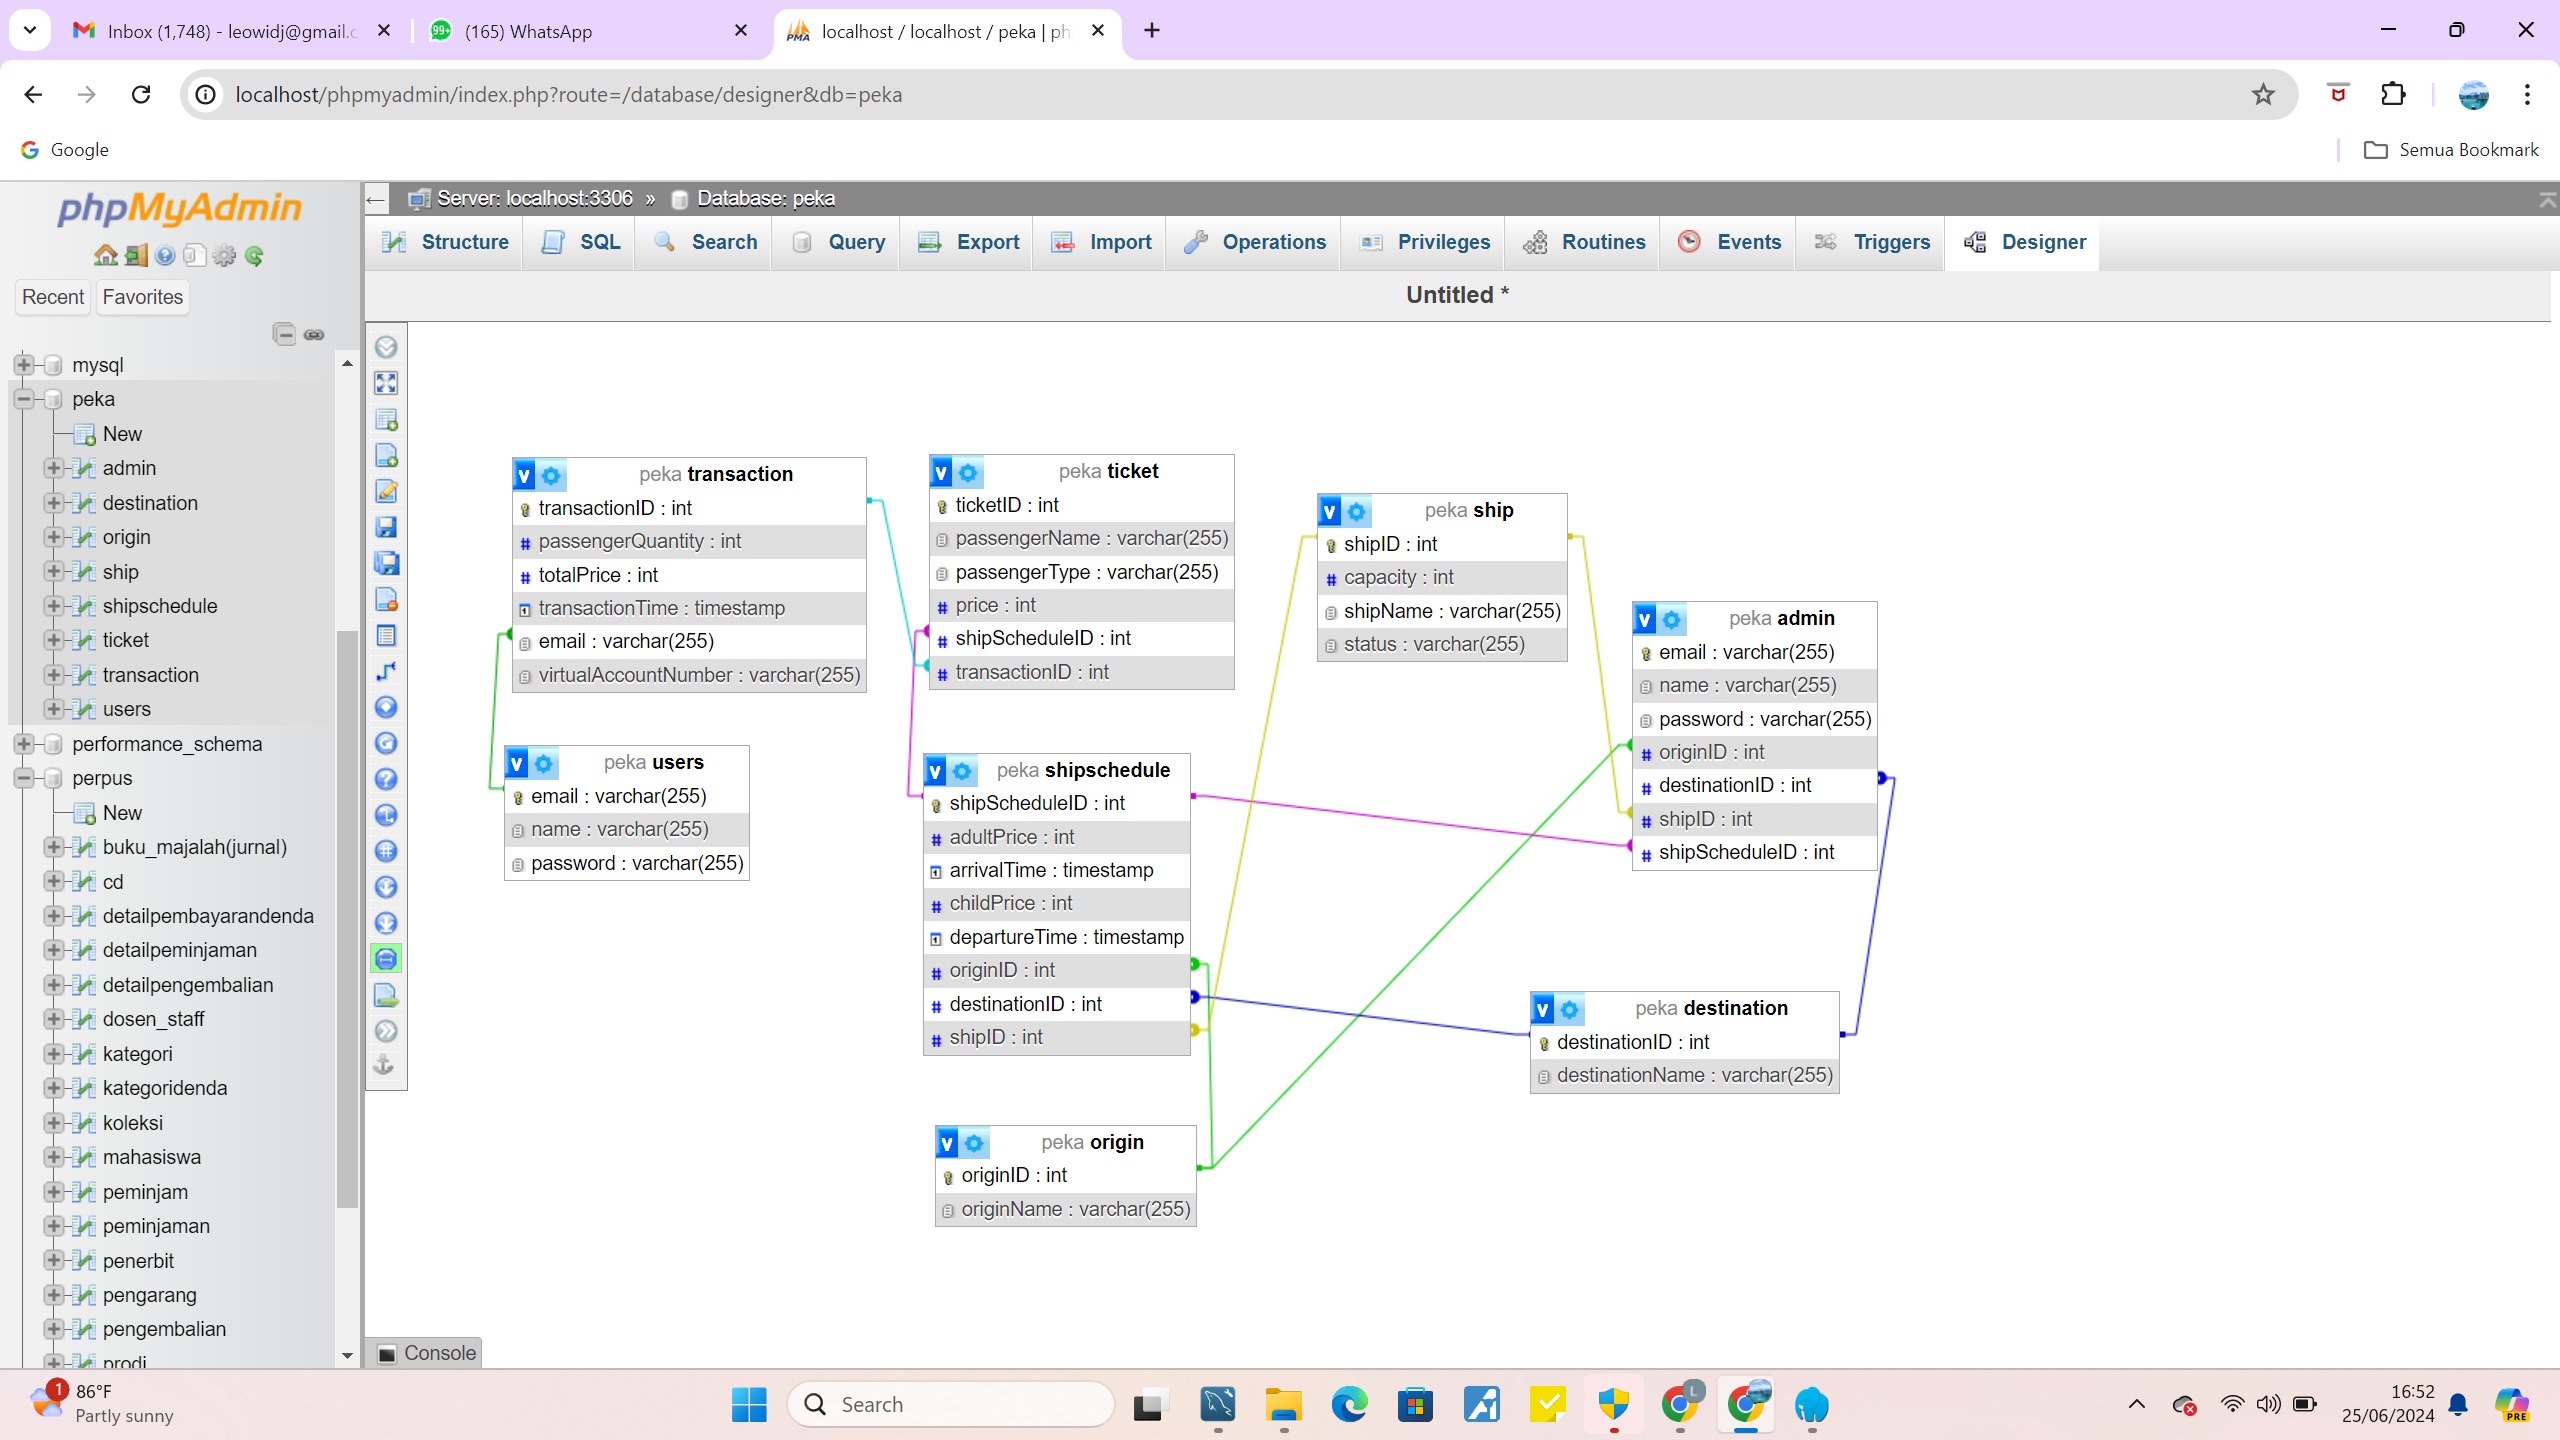 Inbox (1,748) - leowidj@gmail.c
99+ (165) WhatsApp
PMA localhost / localhost / peka | ph
localhost/phpmyadmin/index.php?route=/database/designer&db=peka
Google
Semua Bookmark
phpMyAdmin
Recent Favorites
mysql
peka
New
admin
destination
origin
ship
shipschedule
ticket
transaction
users
performance_schema
perpus
New
buku_majalah(jurnal)
cd
detailpembayarandenda
detailpeminjaman
detailpengembalian
dosen_staff
kategori
kategoridenda
koleksi
mahasiswa
peminjam
peminjaman
penerbit
pengarang
pengembalian
prodi
Server: localhost:3306 » Database: peka
Structure SQL Search Query Export Import Operations Privileges Routines Events Triggers Designer
Untitled *
V peka transaction
transactionID : int
# passengerQuantity : int
# totalPrice : int
transactionTime : timestamp
email : varchar(255)
virtualAccountNumber : varchar(255)
V peka ticket
ticketID : int
passengerName : varchar(255)
passengerType : varchar(255)
# price : int
# shipScheduleID : int
# transactionID : int
V peka ship
shipID : int
# capacity : int
shipName : varchar(255)
status : varchar(255)
V peka admin
email : varchar(255)
name : varchar(255)
password : varchar(255)
# originID : int
# destinationID : int
# shipID : int
# shipScheduleID : int
V peka users
email : varchar(255)
name : varchar(255)
password : varchar(255)
V peka shipschedule
shipScheduleID : int
# adultPrice : int
arrivalTime : timestamp
# childPrice : int
departureTime : timestamp
# originID : int
# destinationID : int
# shipID : int
V peka destination
destinationID : int
destinationName : varchar(255)
V peka origin
originID : int
originName : varchar(255)
Console
1
86°F
Partly sunny
Search
L
16:52
25/06/2024
PRE